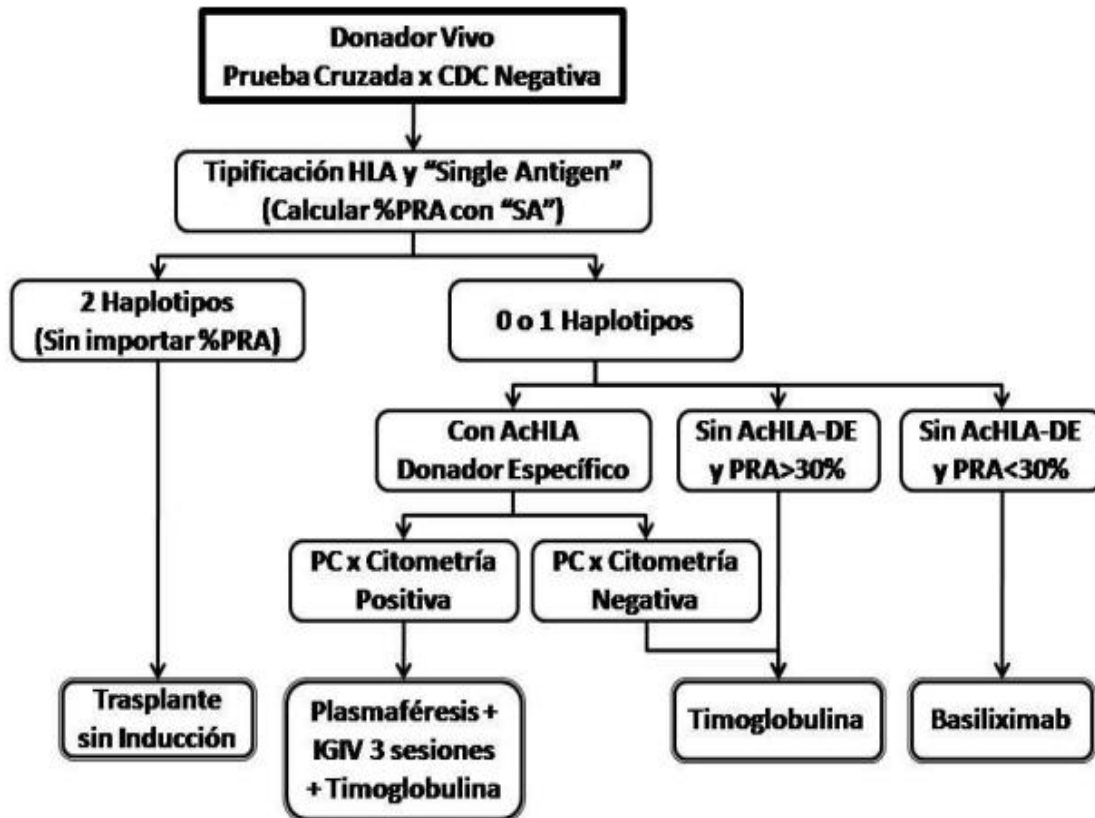 Donador Vivo
Prueba Cruzada x CDC Negativa
Tipificación HLA y “Single Antigen”
(Calcular %PRA con “SA”)
2 Haplotipos
(Sin importar %PRA)
0 o 1 Haplotipos
Con AcHLA
Donador Específico
Sin AcHLA-DE
y PRA>30%
Sin AcHLA-DE
y PRA<30%
PC x Citometría
Positiva
PC x Citometría
Negativa
Trasplante
sin Inducción
Plasmaféresis +
IGIV 3 sesiones
+ Timoglobulina
Timoglobulina
Basiliximab